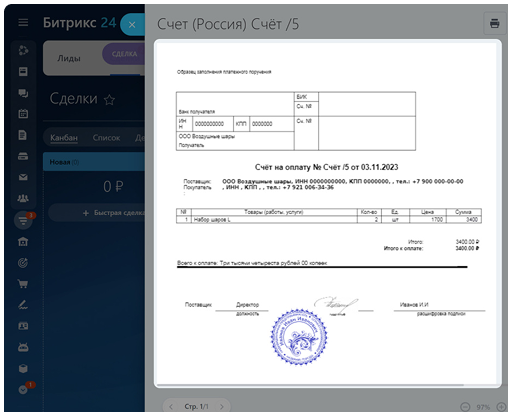 Битрикс 24
Счет (Россия) Счёт /5
Лиды
СДЕЛКА
Сделки
Канбан Список
Новая (0)
0 ₽
+ Быстрая сделка
Образец заполнения платежного поручения
БИК
Сч. №
Банк получателя
ИНН 0000000000 КПП 0000000 Сч. №
ООО Воздушные шары
Получатель
Счёт на оплату № Счёт /5 от 03.11.2023
Поставщик: ООО Воздушные шары, ИНН 0000000000, КПП 0000000, , тел.: +7 900 000-00-00
Покупатель , ИНН , КПП , , тел.: +7 921 006-34-36
№ Товары (работы, услуги) Кол-во Ед. Цена Сумма
1 Набор шаров L 2 шт 1700 3400
Итого: 3400.00 ₽
Итого к оплате: 3400.00 ₽
Всего к оплате: Три тысячи четыреста рублей 00 копеек
Поставщик Директор Иванов И.И
должность подпись расшифровка подписи
Стр. 1/1
97%